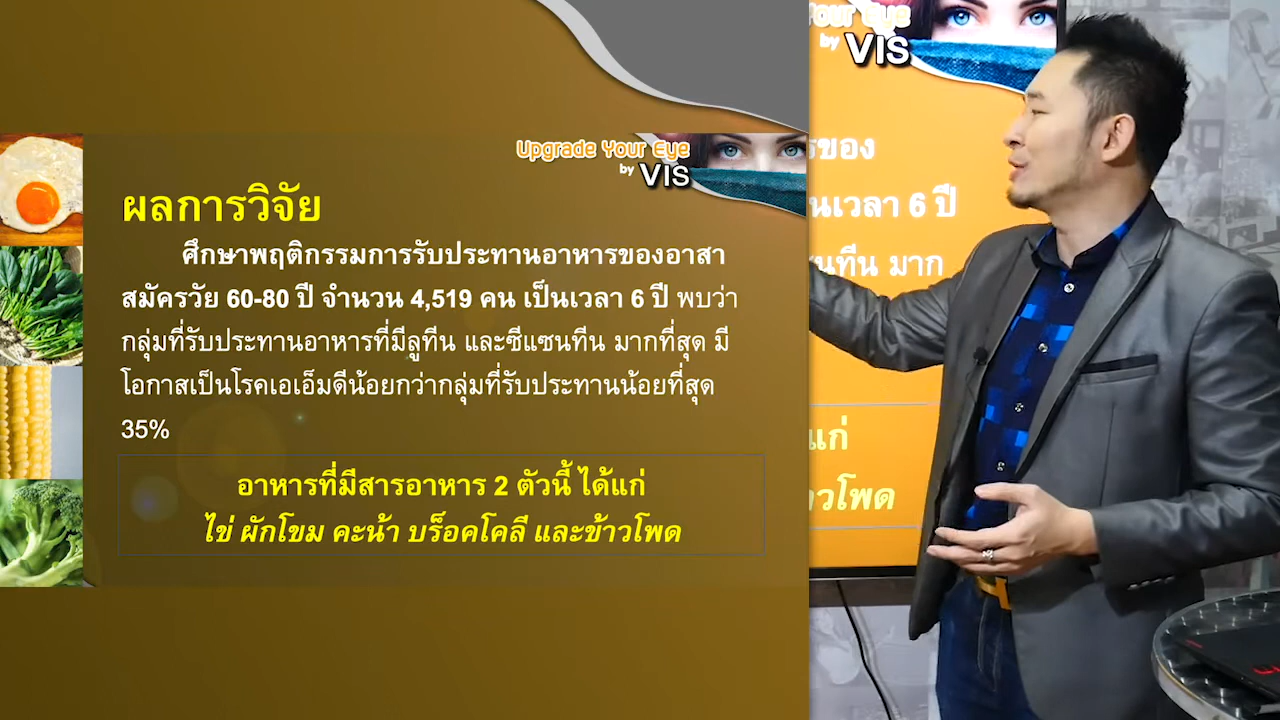 Upgrade Your Eye
by VIS
ผลการวิจัย
ศึกษาพฤติกรรมการรับประทานอาหารของอาสา
สมัครวัย 60-80 ปี จำนวน 4,519 คน เป็นเวลา 6 ปี พบว่า
กลุ่มที่รับประทานอาหารที่มีลูทีน และซีแซนทีน มากที่สุด มี
โอกาสเป็นโรคเอเอ็มดีน้อยกว่ากลุ่มที่รับประทานน้อยที่สุด
35%
อาหารที่มีสารอาหาร 2 ตัวนี้ ได้แก่
ไข่ ผักโขม คะน้า บร็อคโคลี และข้าวโพด
Your Eye
by VIS
รของ
นเวลา 6 ปี
ซนทีน มาก
แก่
าวโพด